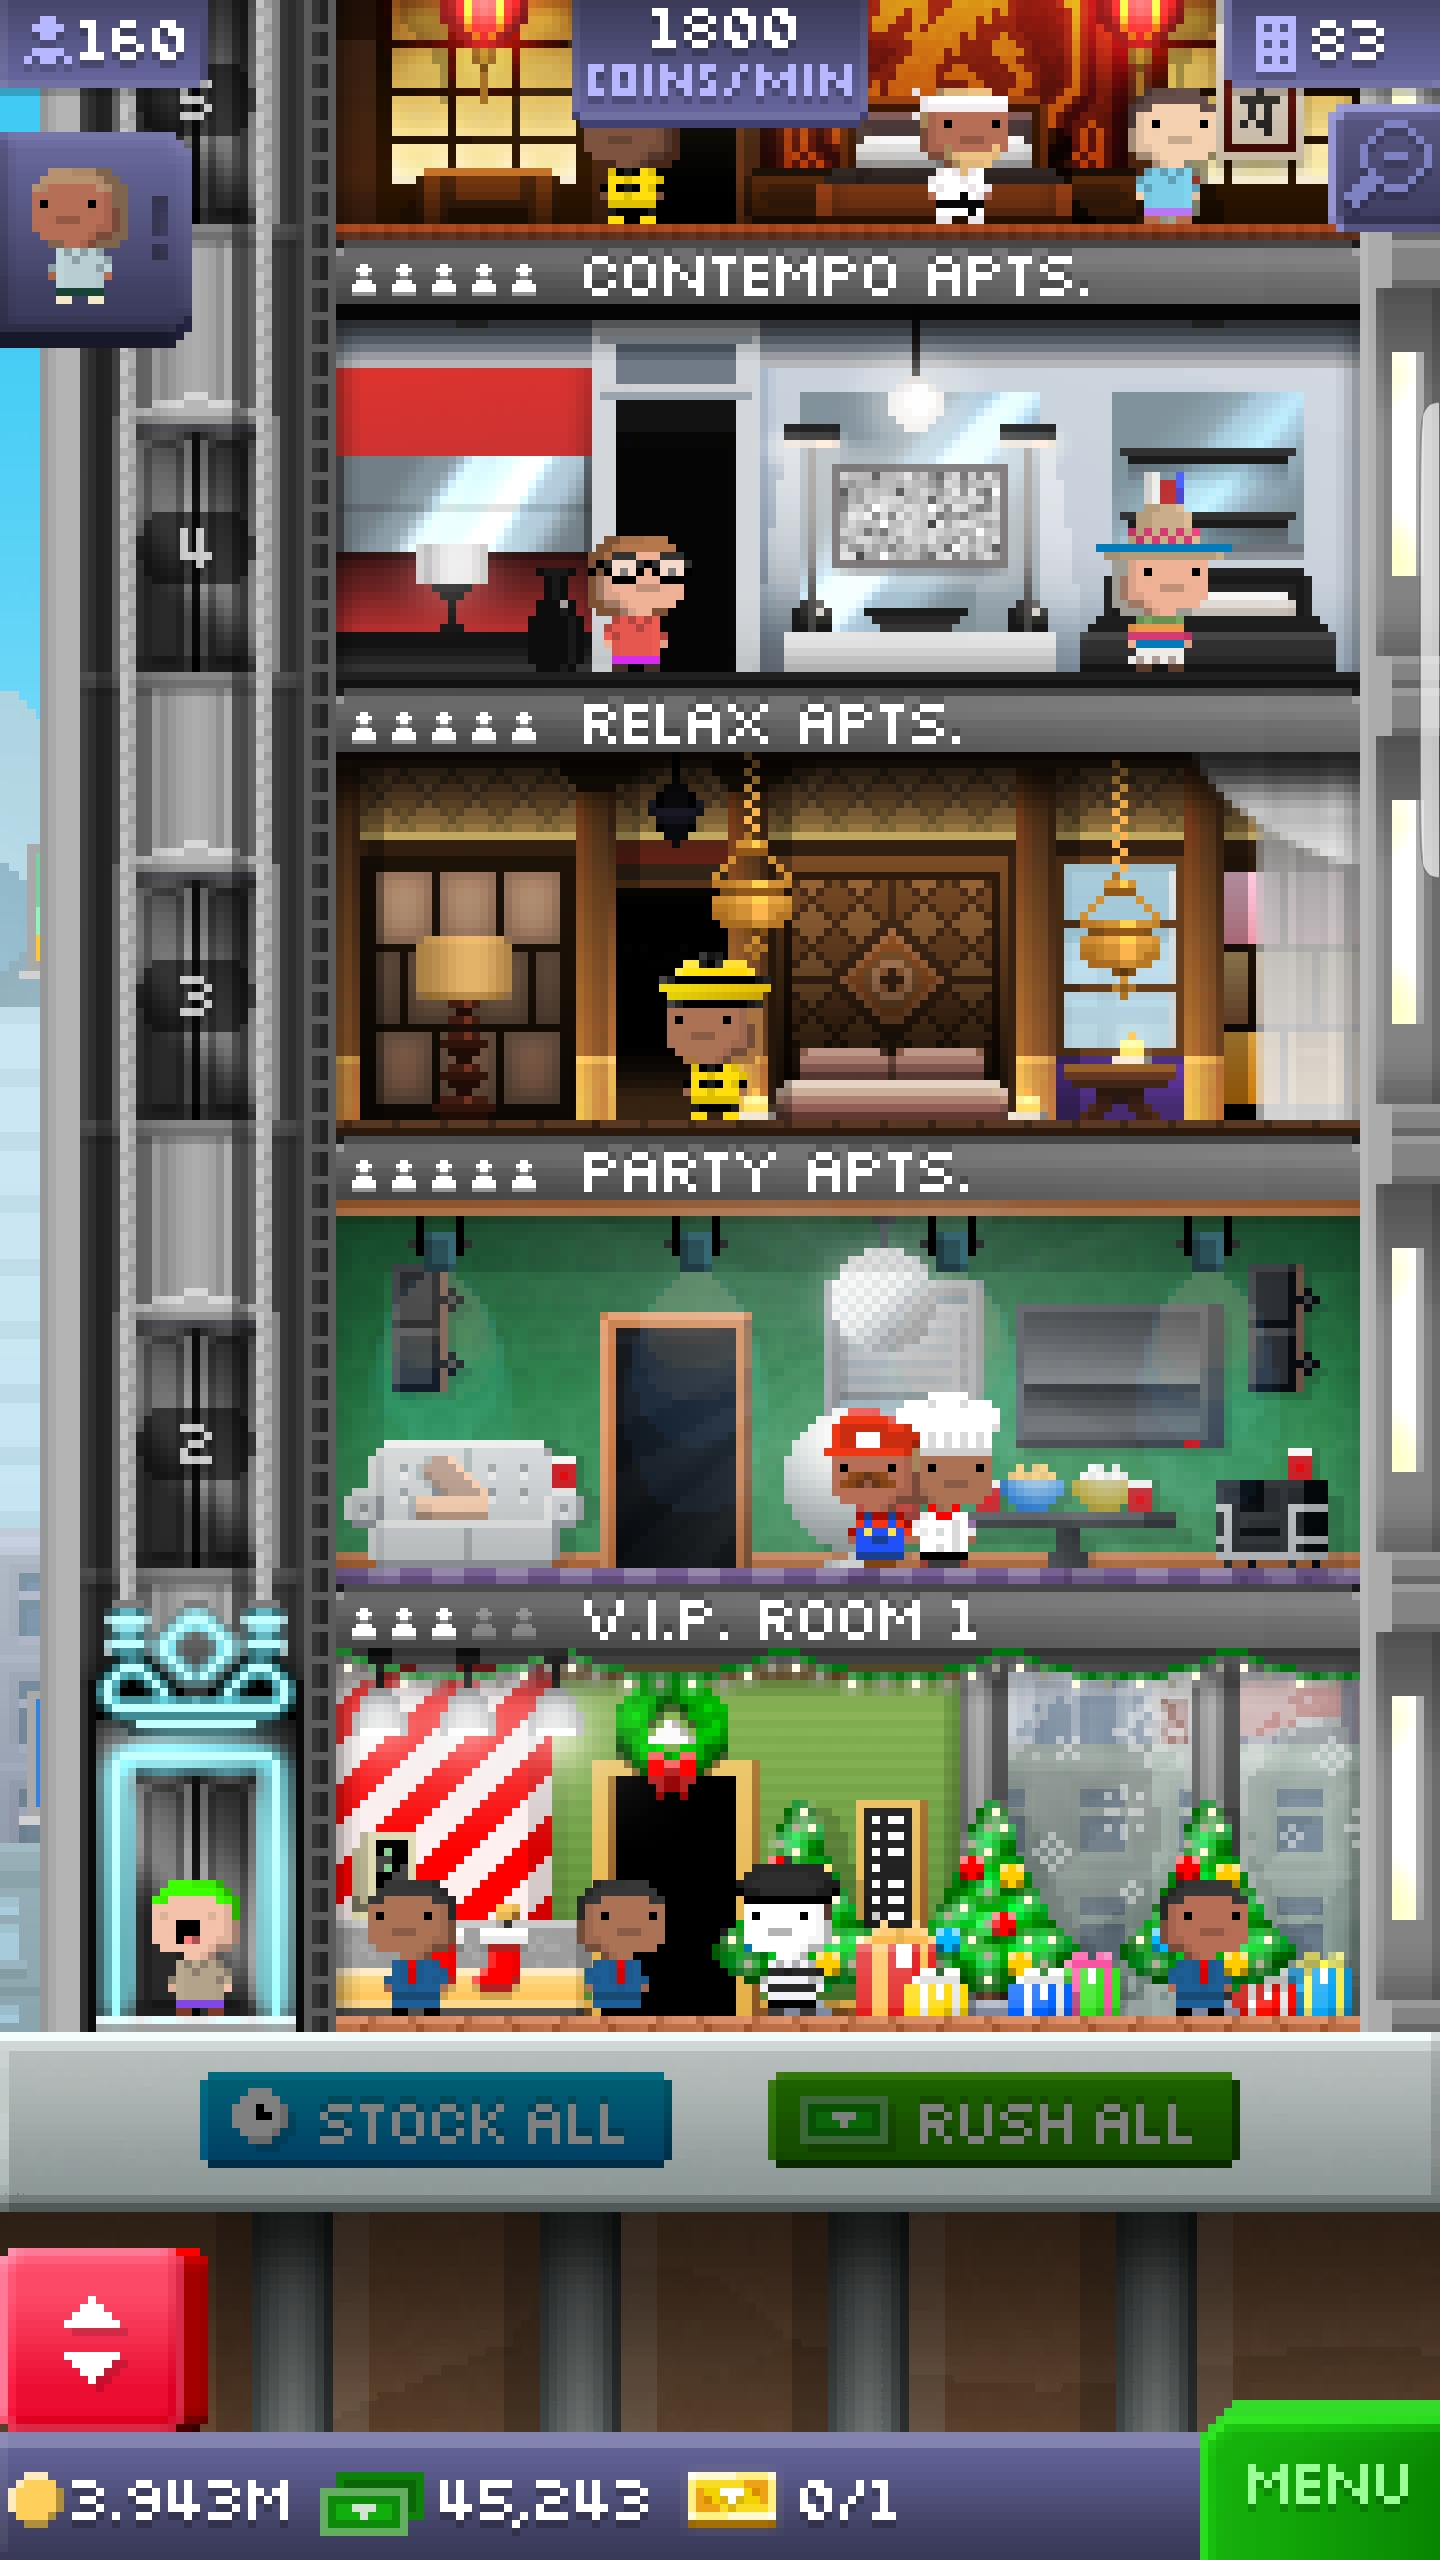 160
1800
COINS/MIN
83
5
CONTEMPO APTS.
4
RELAX APTS.
3
PARTY APTS.
2
V.I.P. ROOM 1
STOCK ALL
RUSH ALL
3.943M
45,243
0/1
MENU